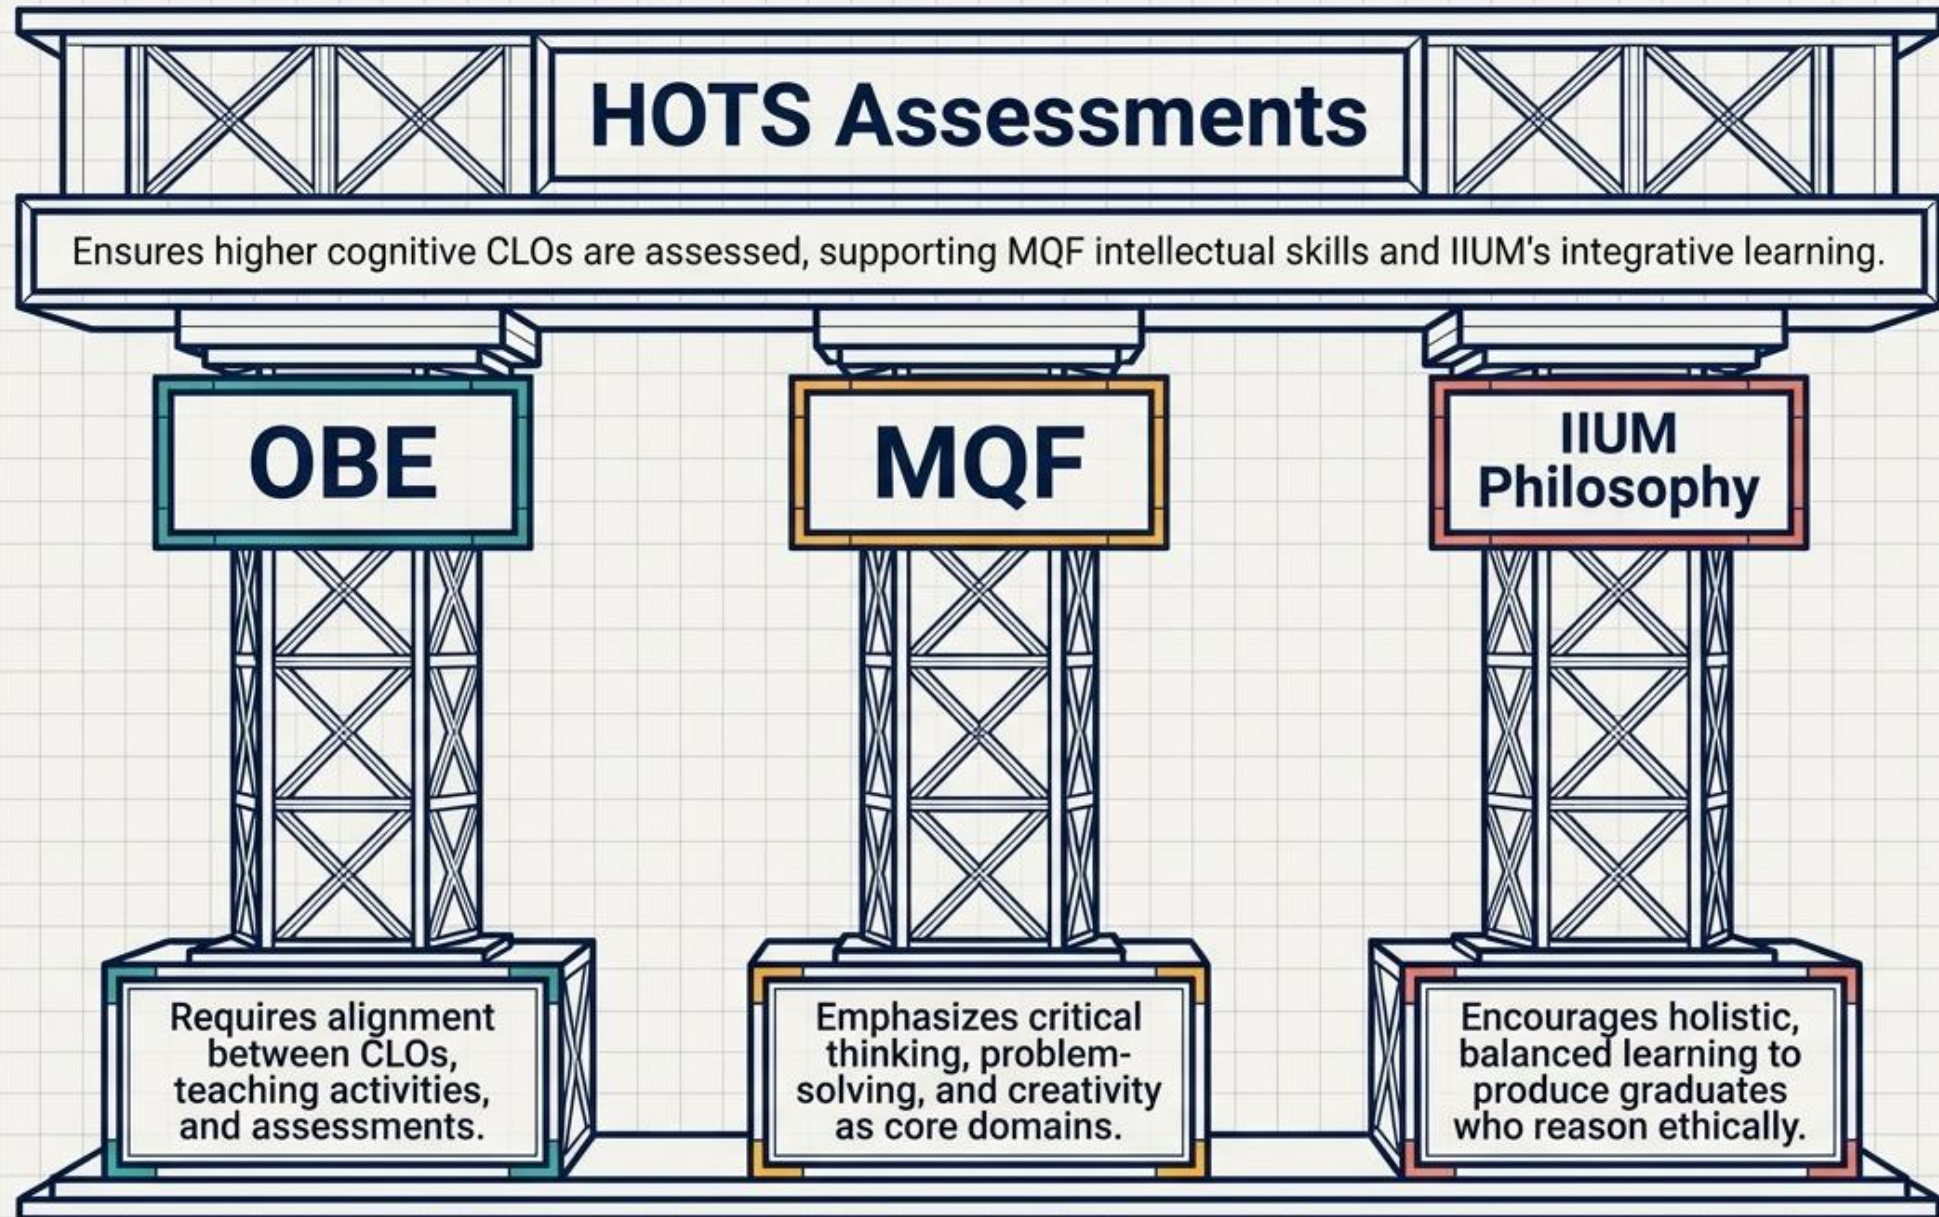 HOTS Assessments
Ensures higher cognitive CLOs are assessed, supporting MQF intellectual skills and IIUM's integrative learning.
OBE
Requires alignment
between CLOs,
teaching activities,
and assessments.
MQF
Emphasizes critical
thinking, problem-
solving, and creativity
as core domains.
IIUM
Philosophy
Encourages holistic,
balanced learning to
produce graduates
who reason ethically.